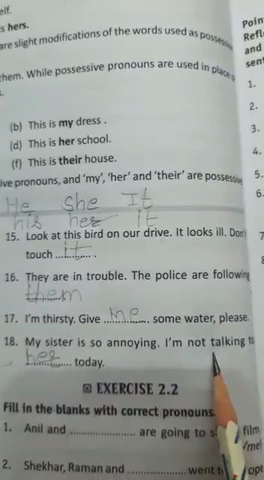 elf.
s hers.
are slight modifications of the words used as possess
them. While possessive pronouns are used in place
(b) This is my dress .
(d) This is her school.
(f) This is their house.
ive pronouns, and 'my', 'her' and 'their' are possessive
He she It
his her it
15. Look at this bird on our drive. It looks ill. Don't
touch it .
16. They are in trouble. The police are following
them
17. I'm thirsty. Give me some water, please.
18. My sister is so annoying. I'm not talking to
her today.
EXERCISE 2.2
Fill in the blanks with correct pronouns.
1. Anil and .................... are going to film
2. Shekhar, Raman and .................. went
Poin
Refl
and
sent
1.
2.
3.
4.
5.
6.
7
/me
ope